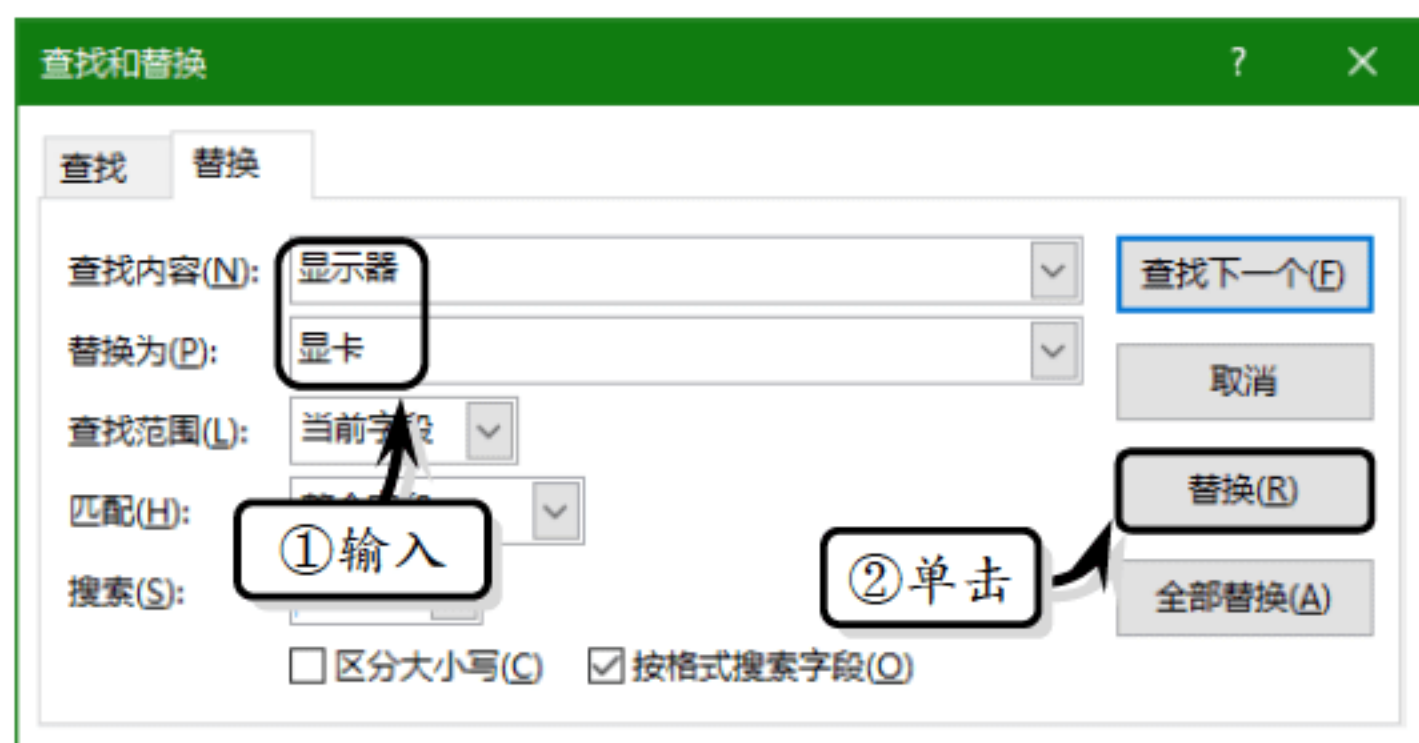 查找和替换 ? ×
查找 替换
查找内容(N): 显示器 查找下一个(F)
替换为(P): 显卡 取消
查找范围(L): 当前字段
匹配(H): 替换(R)
①输入 ②单击
搜索(S): 全部替换(A)
区分大小写(C) 按格式搜索字段(O)